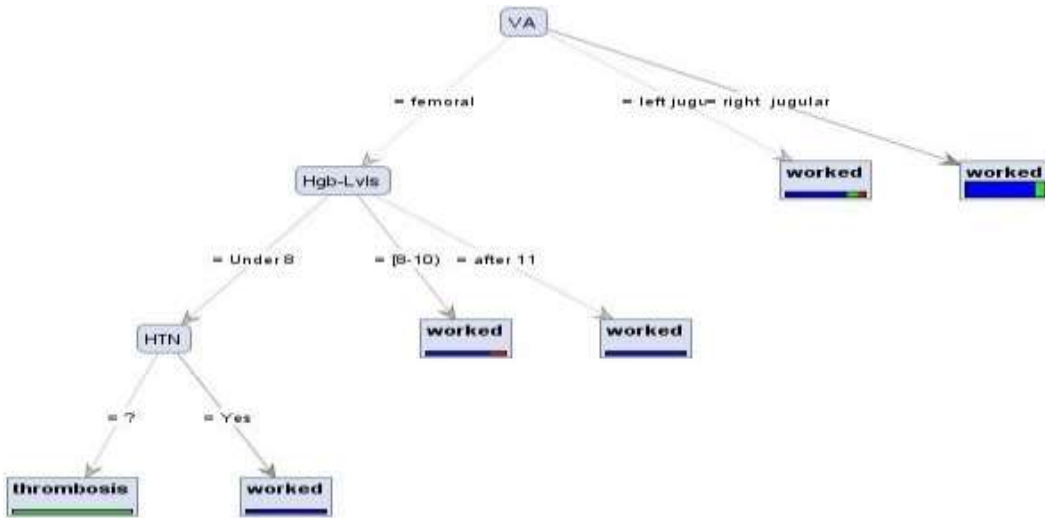 VA
= femoral
= left jugu
= right jugular
worked
worked
Hgb-Lvls
= Under 8
= [8-10)
= after 11
HTN
worked
worked
= ?
= Yes
thrombosis
worked